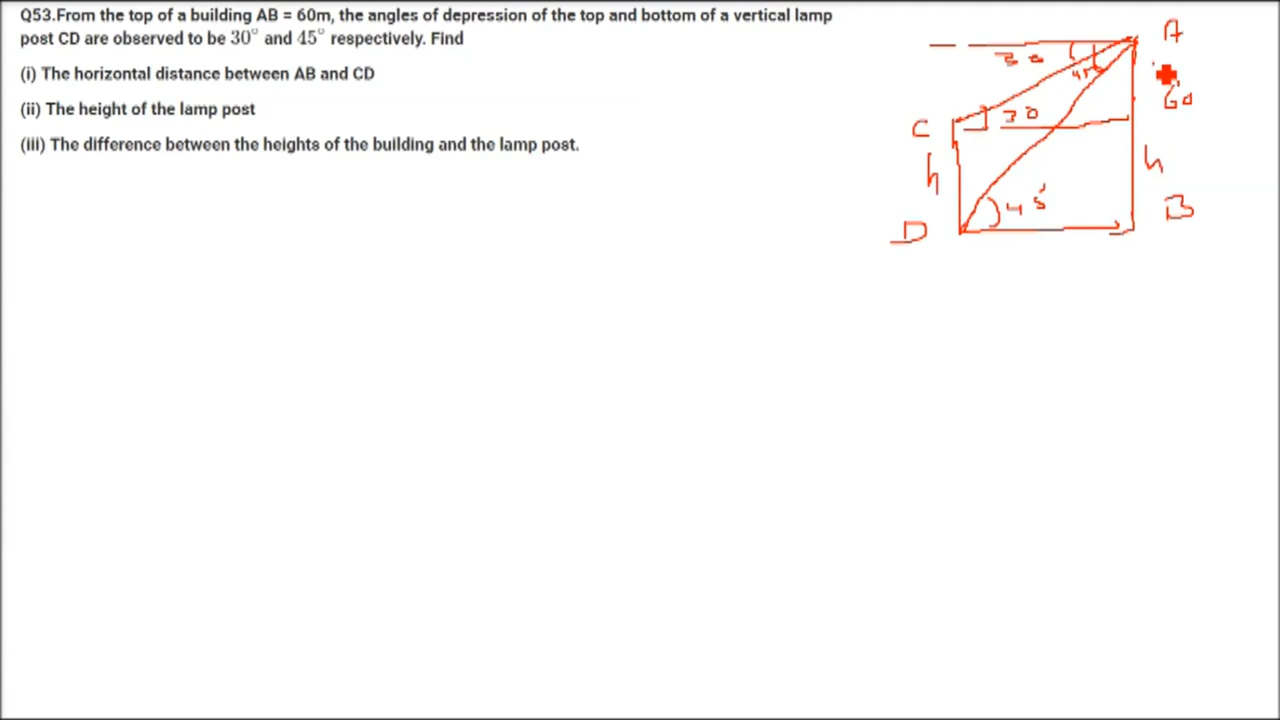 Q53.From the top of a building AB = 60m, the angles of depression of the top and bottom of a vertical lamp
post CD are observed to be 30° and 45° respectively. Find
(i) The horizontal distance between AB and CD
(ii) The height of the lamp post
(iii) The difference between the heights of the building and the lamp post.
A
30
45
60
C
30
h
h
45°
D
B